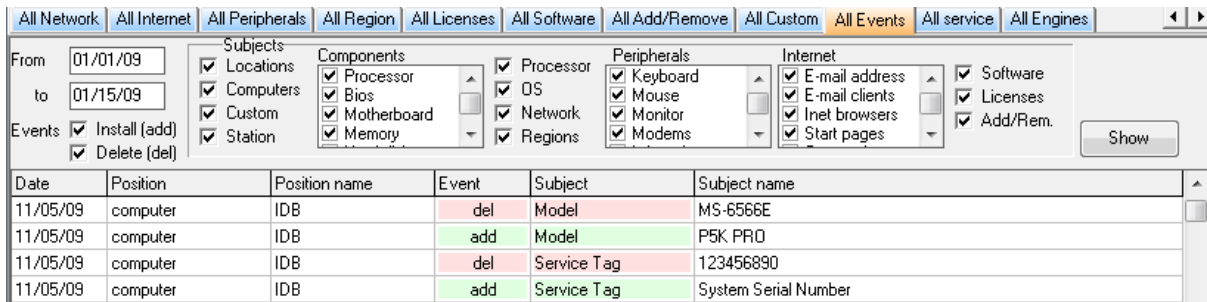 All Network All Internet All Peripherals All Region All Licenses All Software All Add/Remove All Custom All Events All service All Engines
From 01/01/09
to 01/15/09
Events Install (add)
Delete (del)
Subjects
Locations
Computers
Custom
Station
Components
Processor
Bios
Motherboard
Memory
Processor
OS
Network
Regions
Peripherals
Keyboard
Mouse
Monitor
Modems
Internet
E-mail address
E-mail clients
Inet browsers
Start pages
Software
Licenses
Add/Rem.
Show
Date Position Position name Event Subject Subject name
11/05/09 computer IDB del Model MS-6566E
11/05/09 computer IDB add Model P5K PRO
11/05/09 computer IDB del Service Tag 123456890
11/05/09 computer IDB add Service Tag System Serial Number